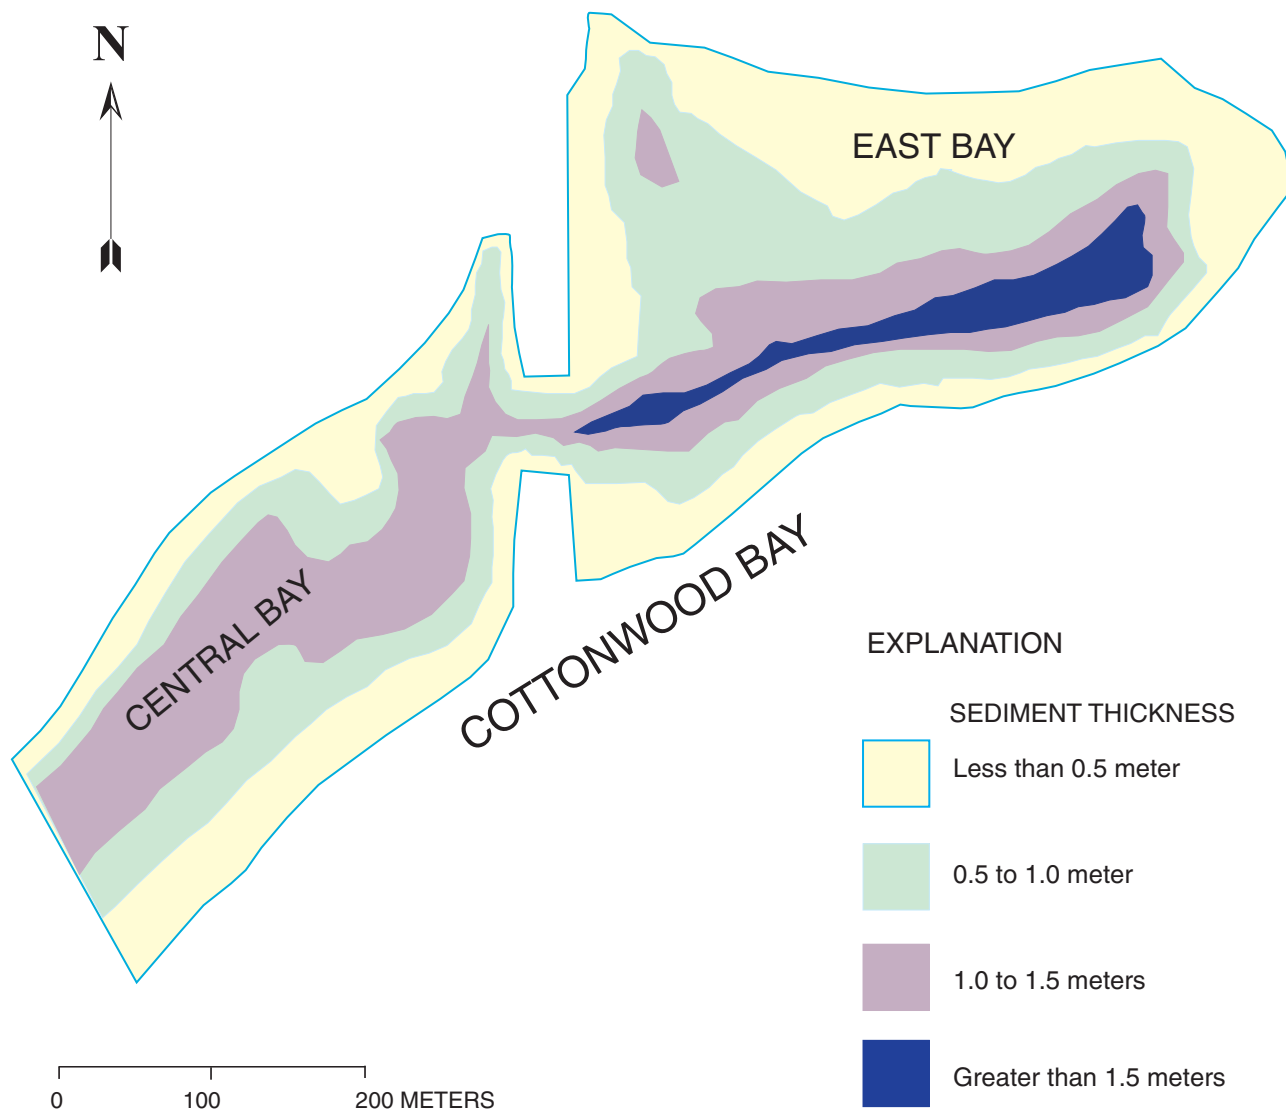 N
EAST BAY
CENTRAL BAY
COTTONWOOD BAY
EXPLANATION
SEDIMENT THICKNESS
Less than 0.5 meter
0.5 to 1.0 meter
1.0 to 1.5 meters
Greater than 1.5 meters
0 100 200 METERS